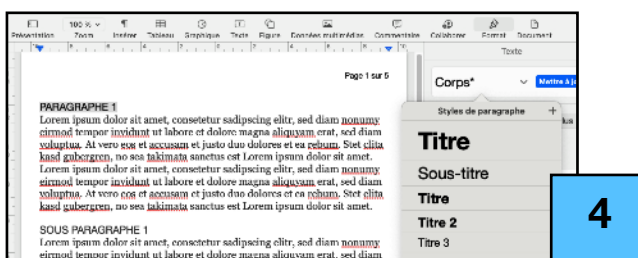 100 %
Présentation Zoom Insérer Tableau Graphique Texte Figure Données multimédias Commentaire Collaborer Format Document
Texte
Page 1 sur 5
Corps*
Mettre à jo
PARAGRAPHE 1
Lorem ipsum dolor sit amet, consetetur sadipscing elitr, sed diam nonumy
eirmod tempor invidunt ut labore et dolore magna aliquyam erat, sed diam
voluptua. At vero eos et accusam et justo duo dolores et ea rebum. Stet clita
kasd gubergren, no sea takimata sanctus est Lorem ipsum dolor sit amet.
Lorem ipsum dolor sit amet, consetetur sadipscing elitr, sed diam nonumy
eirmod tempor invidunt ut labore et dolore magna aliquyam erat, sed diam
voluptua. At vero eos et accusam et justo duo dolores et ea rebum. Stet clita
kasd gubergren, no sea takimata sanctus est Lorem ipsum dolor sit amet.
SOUS PARAGRAPHE 1
Lorem ipsum dolor sit amet, consetetur sadipscing elitr, sed diam nonumy
eirmod tempor invidunt ut labore et dolore magna aliquyam erat, sed diam
Styles de paragraphe +
Titre
Sous-titre
Titre
Titre 2
Titre 3
4